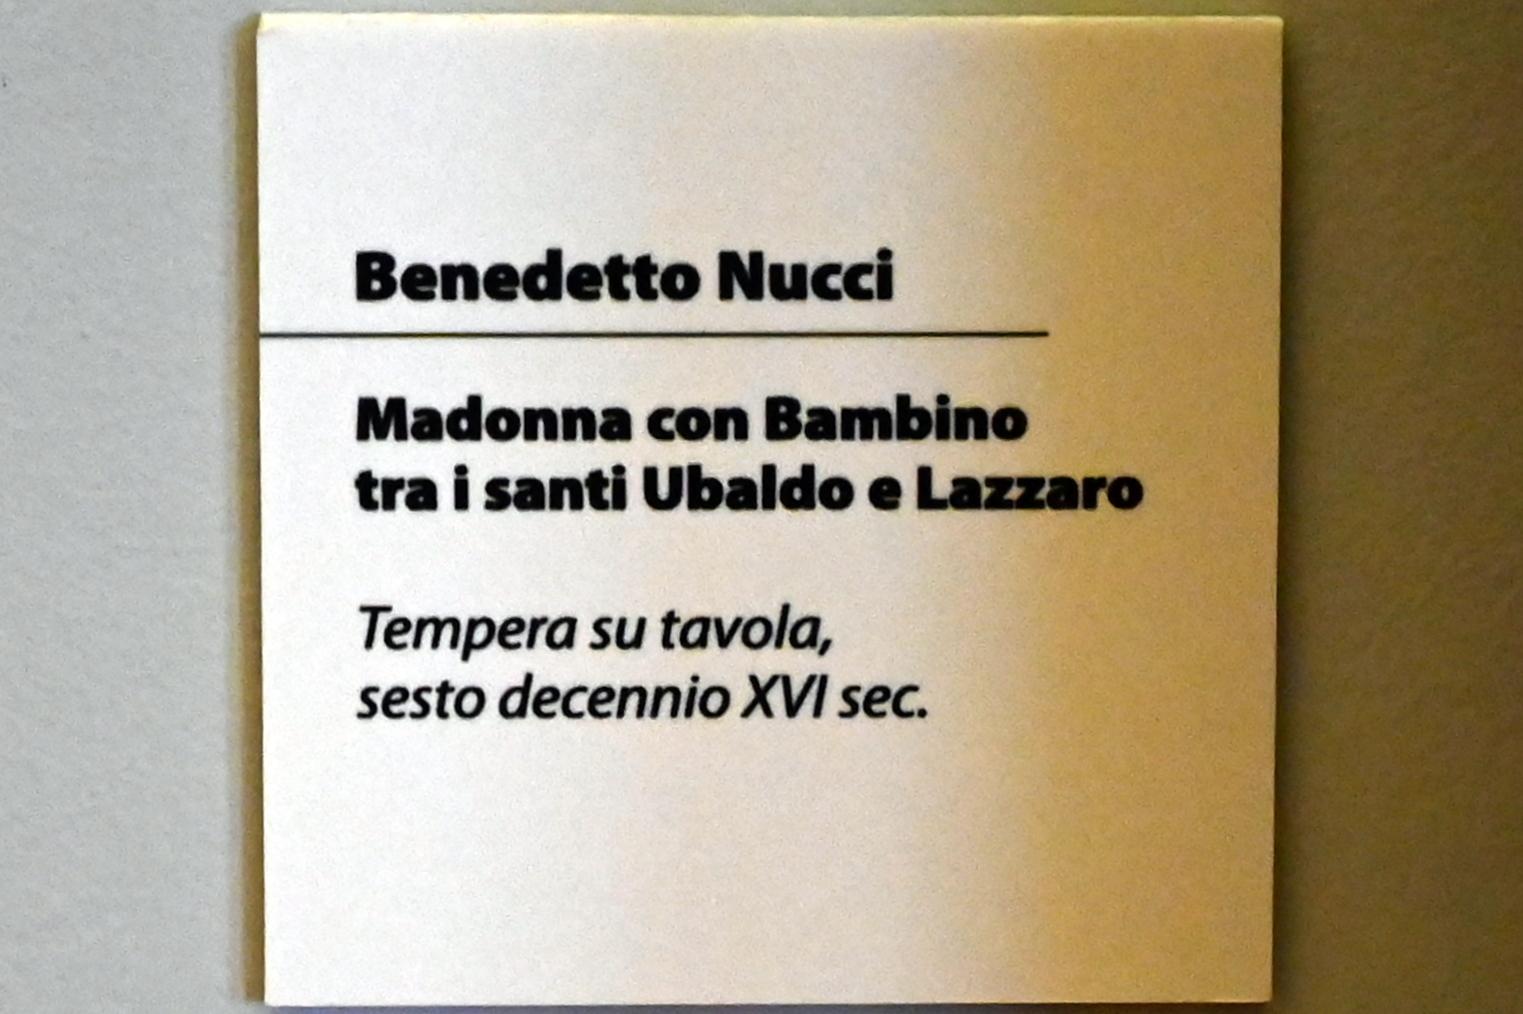 Benedetto Nucci
Madonna con Bambino
tra i santi Ubaldo e Lazzaro
Tempera su tavola,
sesto decennio XVI sec.